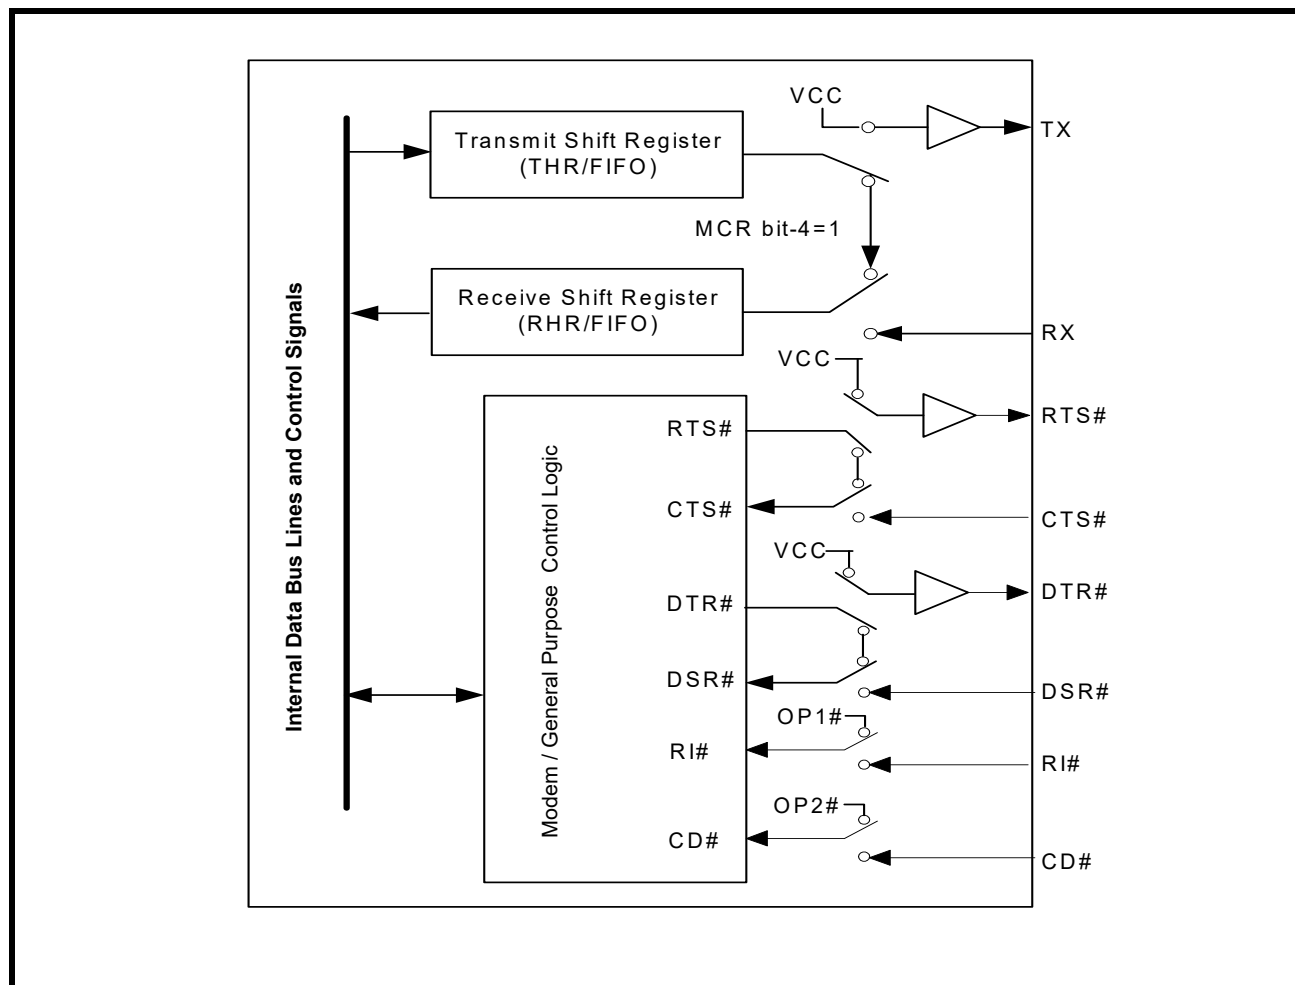 VCC
TX
Transmit Shift Register
(THR/FIFO)
MCR bit-4=1
Receive Shift Register
(RHR/FIFO)
RX
VCC
RTS#
RTS#
CTS#
CTS#
VCC
DTR#
DTR#
DSR#
DSR#
OP1#
RI#
RI#
OP2#
CD#
CD#
Internal Data Bus Lines and Control Signals
Modem / General Purpose Control Logic